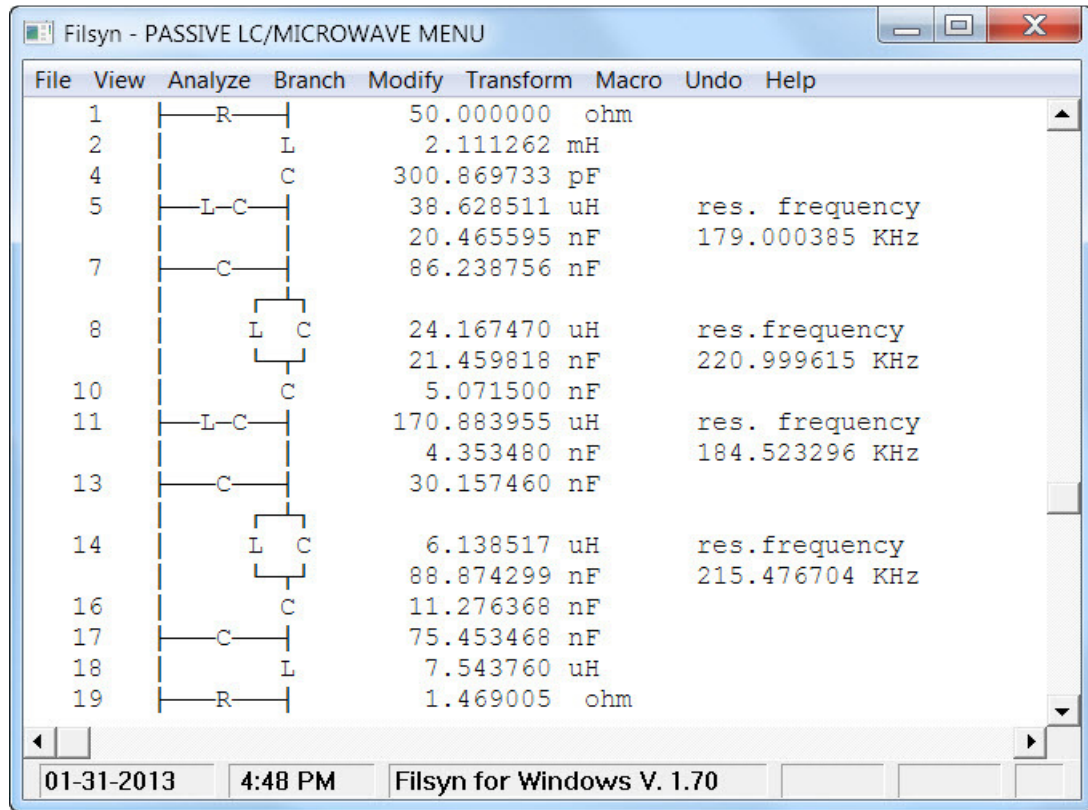 Filsyn - PASSIVE LC/MICROWAVE MENU
File View Analyze Branch Modify Transform Macro Undo Help
1 R 50.000000 ohm
2 L 2.111262 mH
4 C 300.869733 pF
5 L-C 38.628511 uH res. frequency
20.465595 nF 179.000385 KHz
7 C 86.238756 nF
8 L C 24.167470 uH res.frequency
21.459818 nF 220.999615 KHz
10 C 5.071500 nF
11 L-C 170.883955 uH res. frequency
4.353480 nF 184.523296 KHz
13 C 30.157460 nF
14 L C 6.138517 uH res.frequency
88.874299 nF 215.476704 KHz
16 C 11.276368 nF
17 C 75.453468 nF
18 L 7.543760 uH
19 R 1.469005 ohm
01-31-2013 4:48 PM Filsyn for Windows V. 1.70